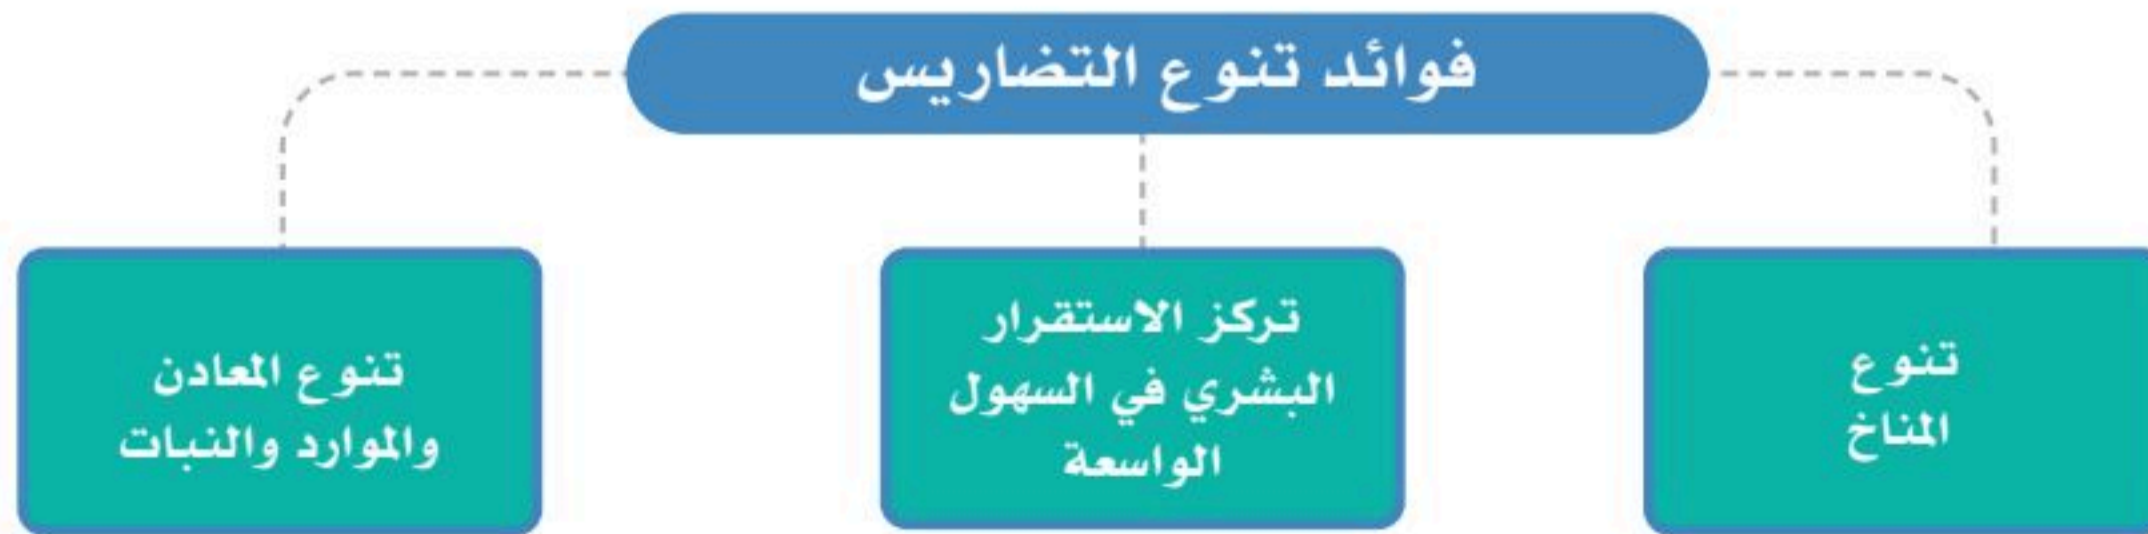 فوائد تنوع التضاريس
تنوع
المناخ
تركز الاستقرار
البشري في السهول
الواسعة
تنوع المعادن
والموارد والنبات